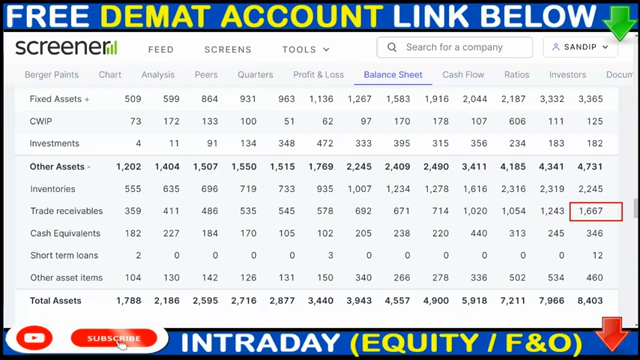 FREE DEMAT ACCOUNT LINK BELOW
screener FEED SCREENS TOOLS Search for a company SANDIP
Berger Paints Chart Analysis Peers Quarters Profit & Loss Balance Sheet Cash Flow Ratios Investors Docum
Fixed Assets + 509 599 864 931 963 1,136 1,267 1,583 1,916 2,044 2,187 3,332 3,365
CWIP 73 172 133 100 51 62 97 170 178 107 606 111 125
Investments 4 11 91 134 348 472 333 395 315 356 234 183 182
Other Assets - 1,202 1,404 1,507 1,550 1,515 1,769 2,245 2,409 2,490 3,411 4,185 4,341 4,731
Inventories 555 635 696 719 733 935 1,007 1,234 1,278 1,616 2,316 2,319 2,245
Trade receivables 359 411 486 535 545 578 692 671 714 1,020 1,054 1,243 1,667
Cash Equivalents 182 227 184 170 105 102 205 238 220 440 313 245 346
Short term loans 2 0 0 0 0 3 0 0 0 0 0 0 12
Other asset items 104 130 142 126 131 150 340 266 278 336 502 534 460
Total Assets 1,788 2,186 2,595 2,716 2,877 3,440 3,943 4,557 4,900 5,918 7,211 7,966 8,403
SUBSCRIBE INTRADAY (EQUITY / F&O)